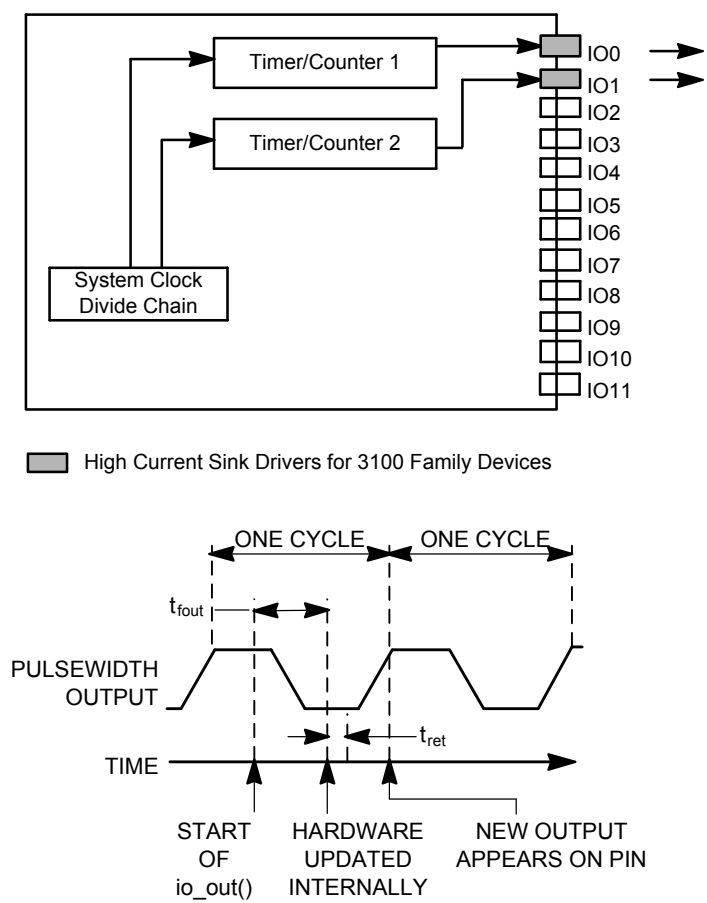 Timer/Counter 1
Timer/Counter 2
System Clock
Divide Chain
IO0
IO1
IO2
IO3
IO4
IO5
IO6
IO7
IO8
IO9
IO10
IO11
High Current Sink Drivers for 3100 Family Devices
ONE CYCLE
ONE CYCLE
tfout
PULSEWIDTH
OUTPUT
tret
TIME
START
OF
io_out()
HARDWARE
UPDATED
INTERNALLY
NEW OUTPUT
APPEARS ON PIN